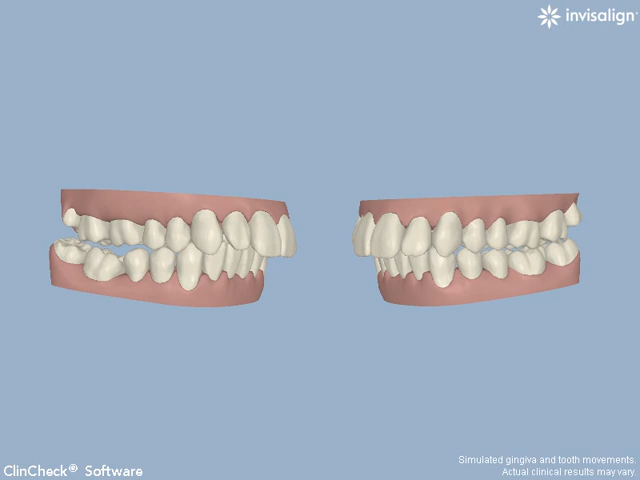 invisalign
Simulated gingiva and tooth movements.
ClinCheck® Software
Actual clinical results may vary.